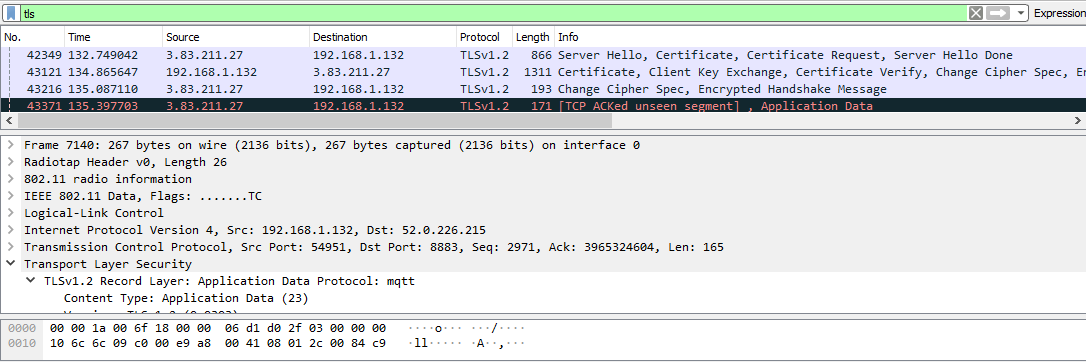 tls Expression
No. Time Source Destination Protocol Length Info
42349 132.749042 3.83.211.27 192.168.1.132 TLSv1.2 866 Server Hello, Certificate, Certificate Request, Server Hello Done
43121 134.865647 192.168.1.132 3.83.211.27 TLSv1.2 1311 Certificate, Client Key Exchange, Certificate Verify, Change Cipher Spec, En
43216 135.087110 3.83.211.27 192.168.1.132 TLSv1.2 193 Change Cipher Spec, Encrypted Handshake Message
43371 135.397703 3.83.211.27 192.168.1.132 TLSv1.2 171 [TCP ACKed unseen segment] , Application Data
Frame 7140: 267 bytes on wire (2136 bits), 267 bytes captured (2136 bits) on interface 0
Radiotap Header v0, Length 26
802.11 radio information
IEEE 802.11 Data, Flags: .......TC
Logical-Link Control
Internet Protocol Version 4, Src: 192.168.1.132, Dst: 52.0.226.215
Transmission Control Protocol, Src Port: 54951, Dst Port: 8883, Seq: 2971, Ack: 3965324604, Len: 165
Transport Layer Security
TLSv1.2 Record Layer: Application Data Protocol: mqtt
Content Type: Application Data (23)
0000 00 00 1a 00 6f 18 00 00 06 d1 d0 2f 03 00 00 00 ····o··· ···/····
0010 10 6c 6c 09 c0 00 e9 a8 00 41 08 01 2c 00 84 c9 ·ll····· ·A··,···